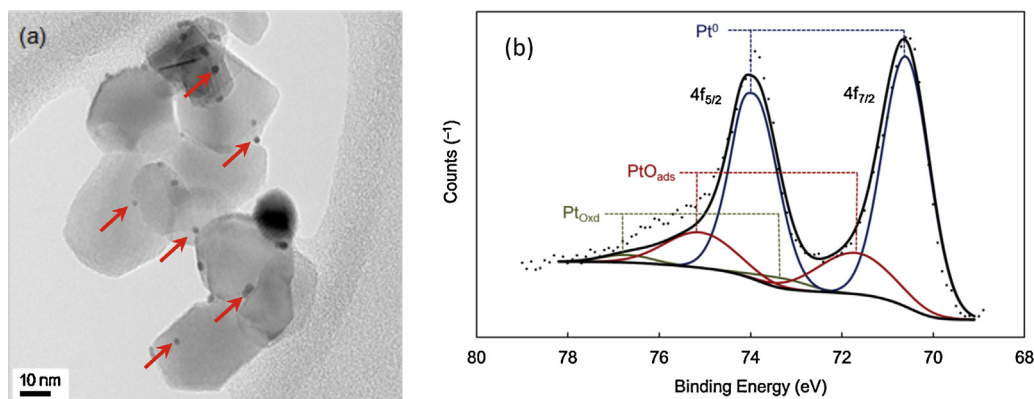 (a)
10 nm
(b)
Pt⁰
4f₅/₂
4f₇/₂
PtOₐds
Pt_Oxd
Counts (–¹)
80
78
76
74
72
70
68
Binding Energy (eV)